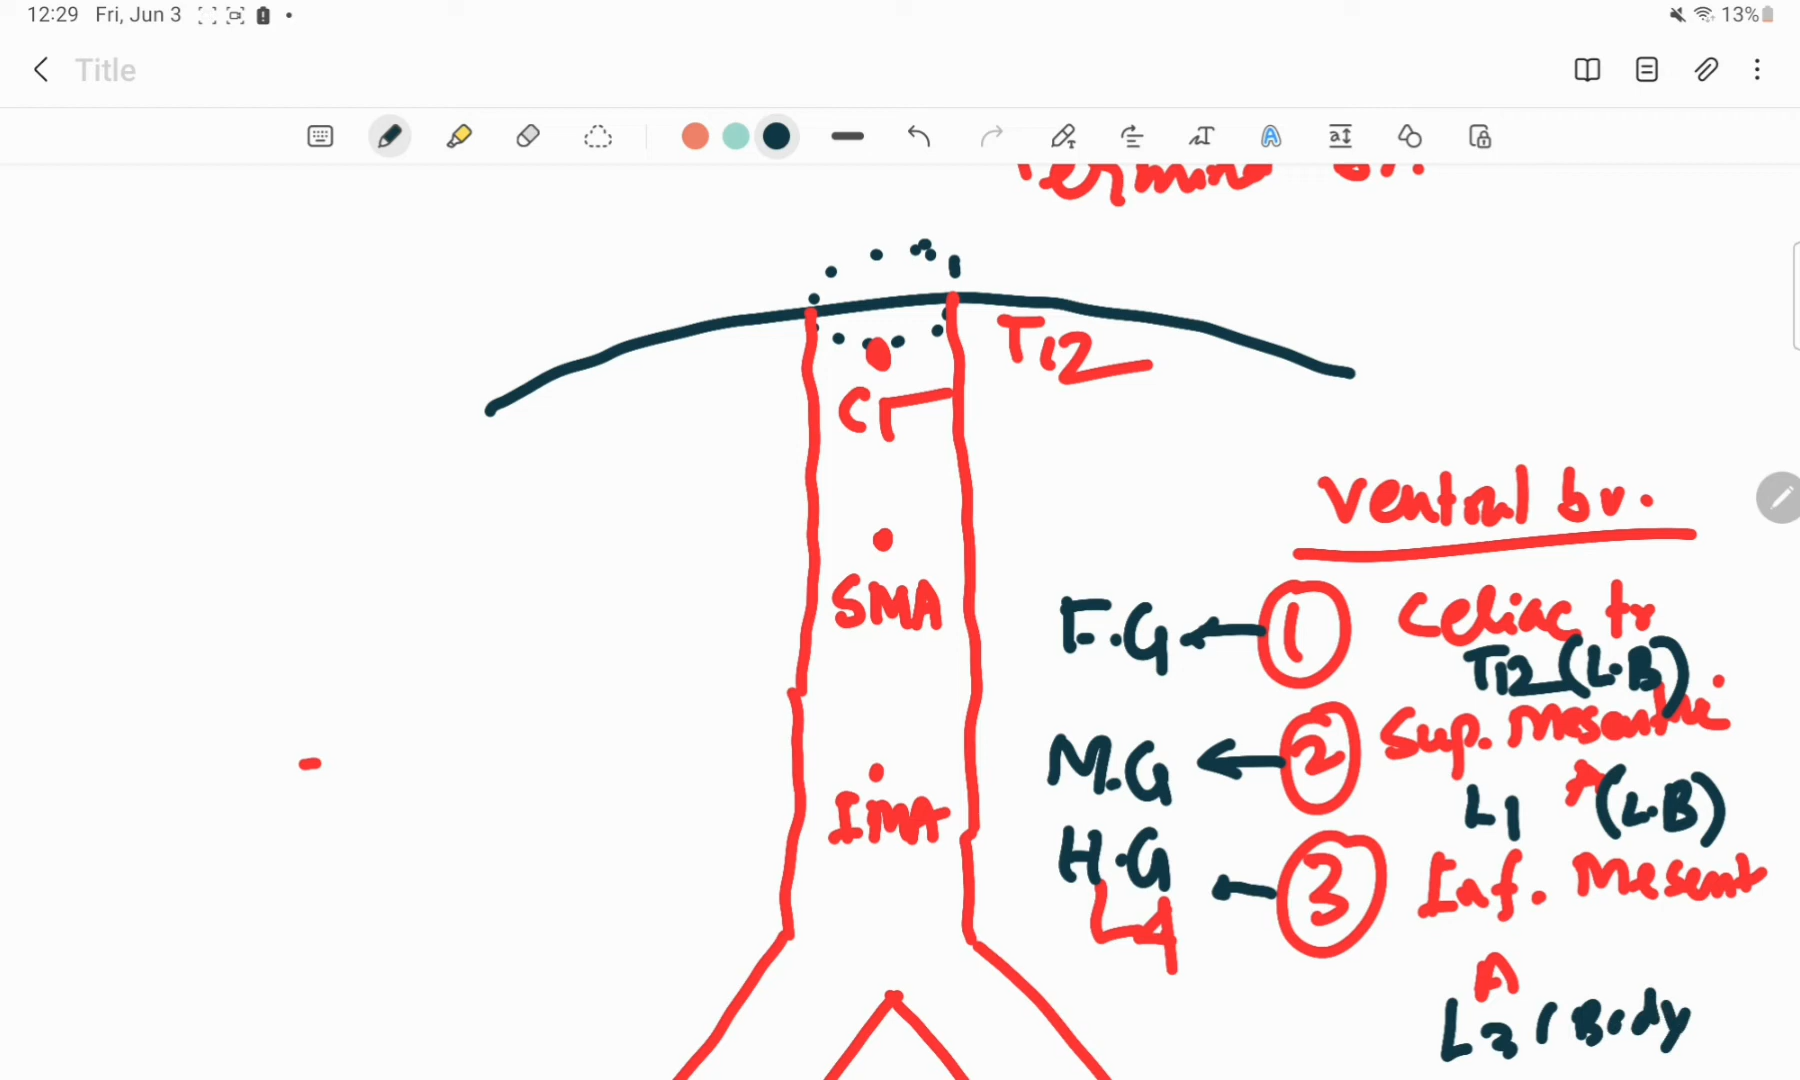 12:29 Fri, Jun 3
13%
Title
T12
CT
Ventral br.
SMA
F.G ← 1 Celiac tr
T12 (L.B)
M.G ← 2 Sup.
A
L1 (L.B)
IMA
H.G ← 3 Inf. Mesent
L4
A
L3 ( Body